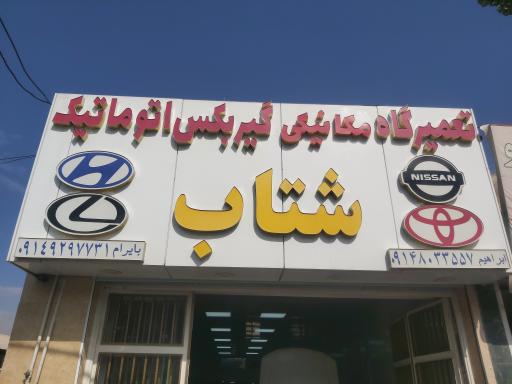 تعمیرگاه مکانیکی گیربکس اتوماتیک
شتاب
NISSAN
ابراهیم ۰۹۱۴۸۰۳۳۵۵۷
بایرام ۰۹۱۴۹۲۹۷۷۳۱